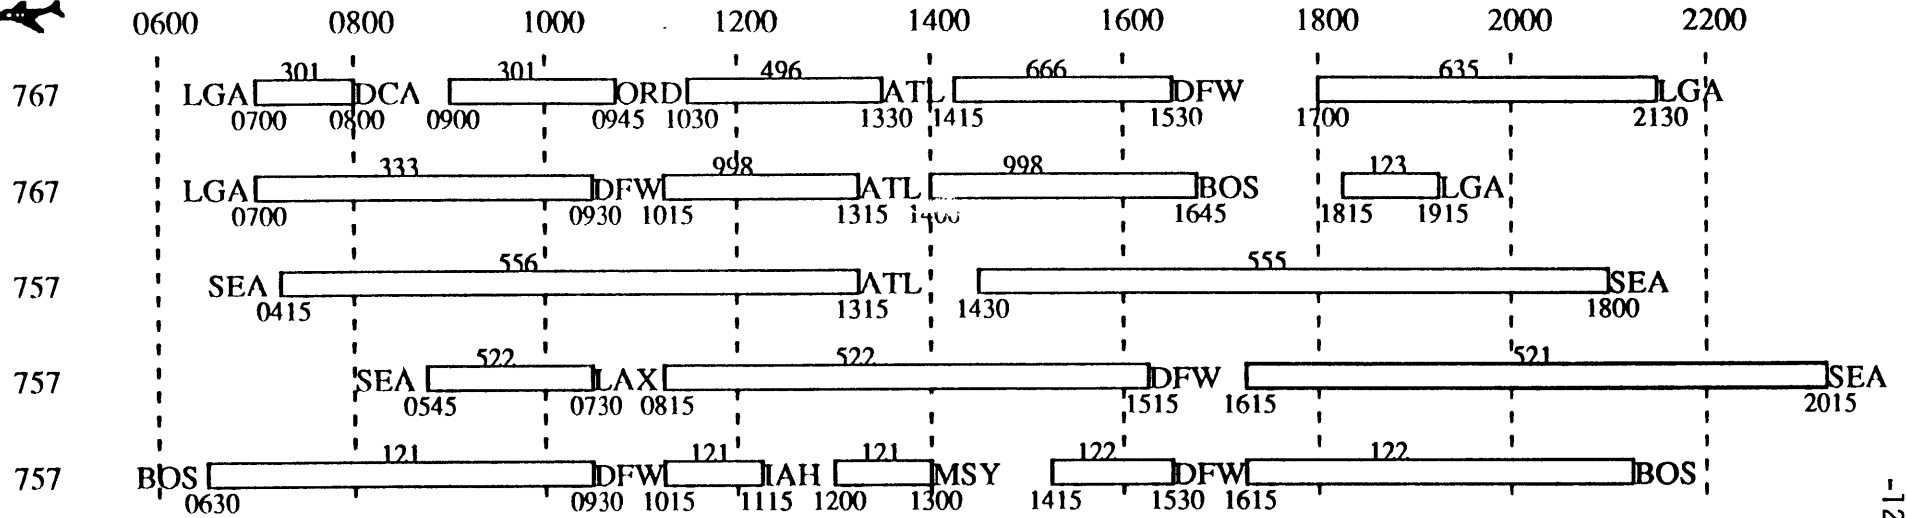 0600 0800 1000 1200 1400 1600 1800 2000 2200
301 301 496 666 635
767 LGA DCA ORD ATL DFW LGA
0700 0800 0900 0945 1030 1330 1415 1530 1700 2130
333 998 998 123
767 LGA DFW ATL BOS LGA
0700 0930 1015 1315 1400 1645 1815 1915
556 555
757 SEA ATL SEA
0415 1315 1430 1800
522 522 521
757 SEA LAX DFW SEA
0545 0730 0815 1515 1615 2015
121 121 121 122 122
757 BOS DFW IAH MSY DFW BOS
0630 0930 1015 1115 1200 1300 1415 1530 1615
-12